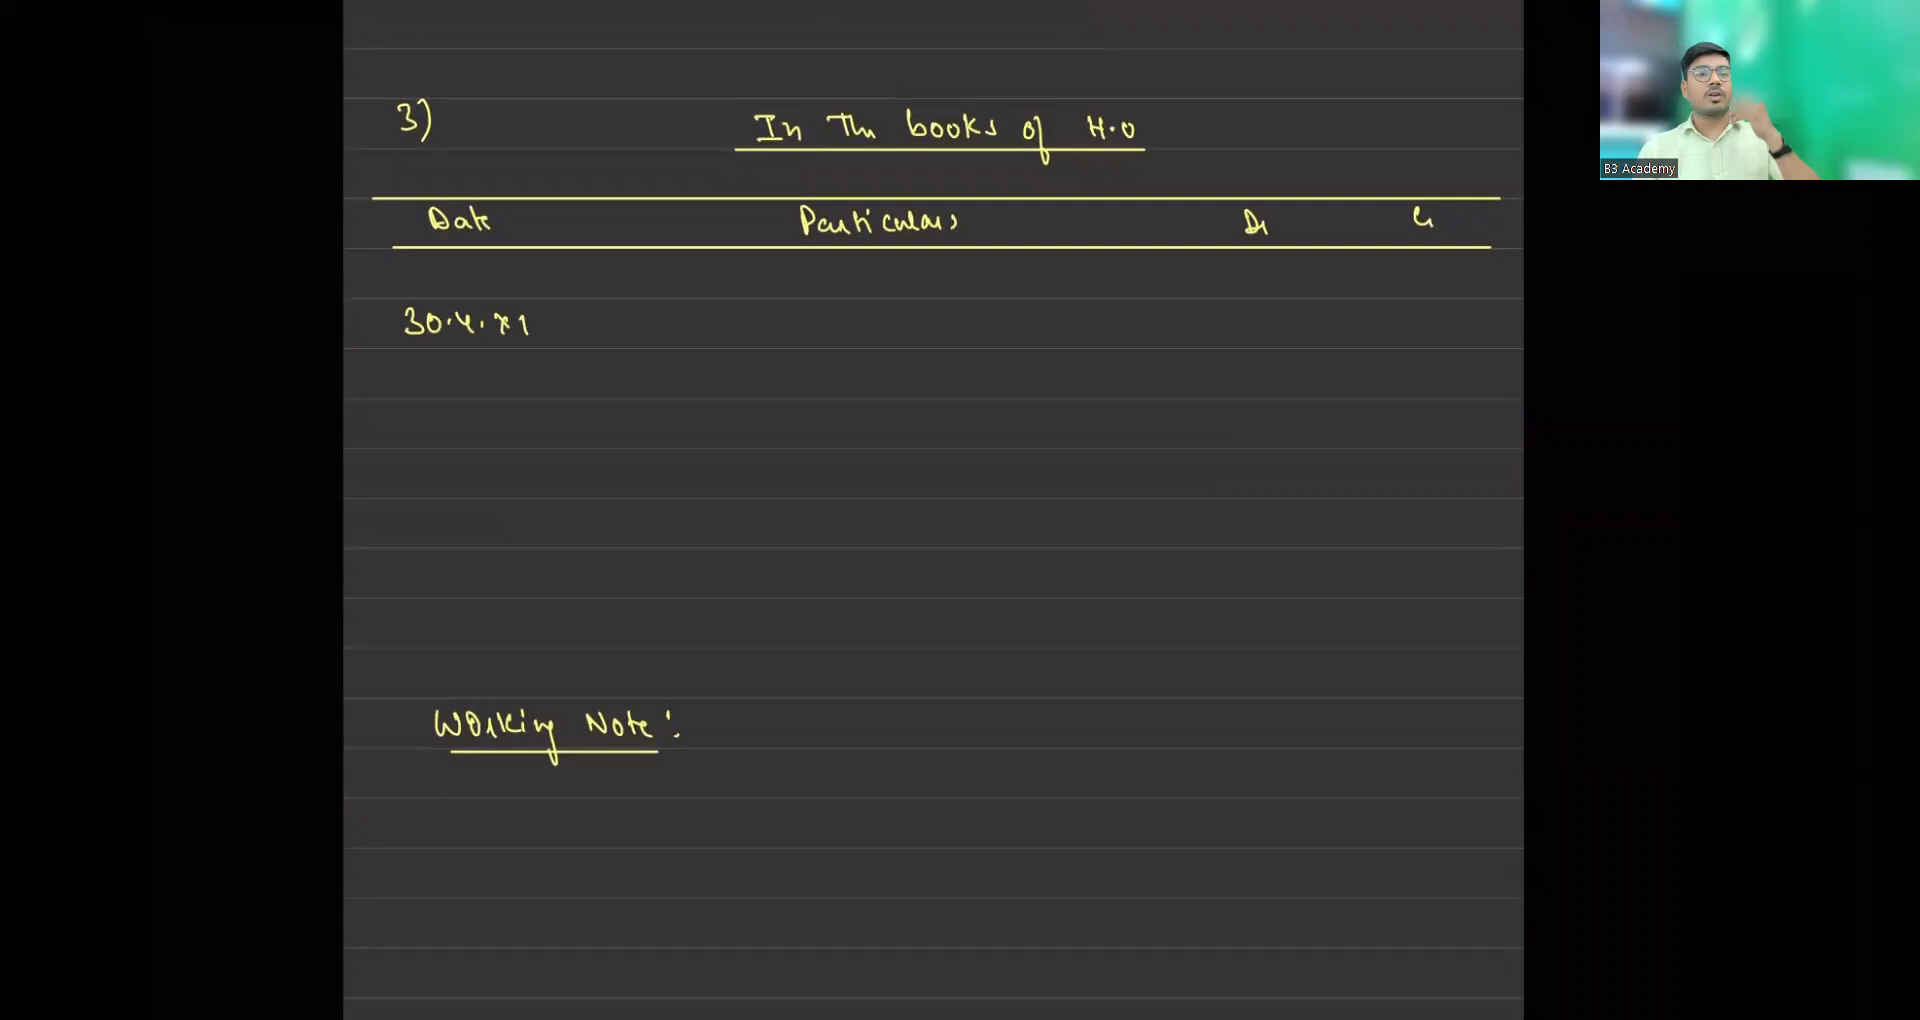 3) In The books of H.O
B3 Academy
Date Particulars Dr Cr
30.4.x1
Working Note: